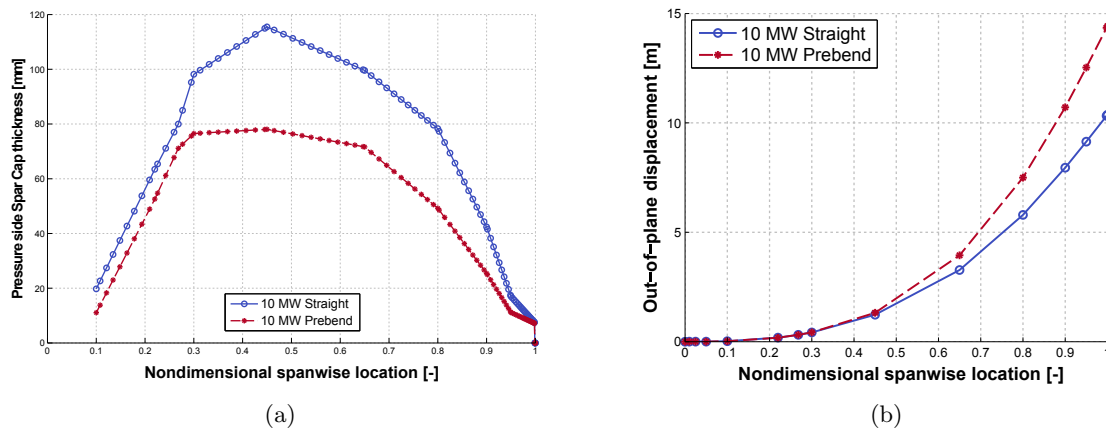 120
100
80
60
40
20
0
0 0.1 0.2 0.3 0.4 0.5 0.6 0.7 0.8 0.9 1
Pressure side Spar Cap thickness [mm]
Nondimensional spanwise location [-]
10 MW Straight
10 MW Prebend
(a)
15
10
5
0
0 0.1 0.2 0.3 0.4 0.5 0.6 0.7 0.8 0.9 1
Out-of-plane displacement [m]
Nondimensional spanwise location [-]
10 MW Straight
10 MW Prebend
(b)